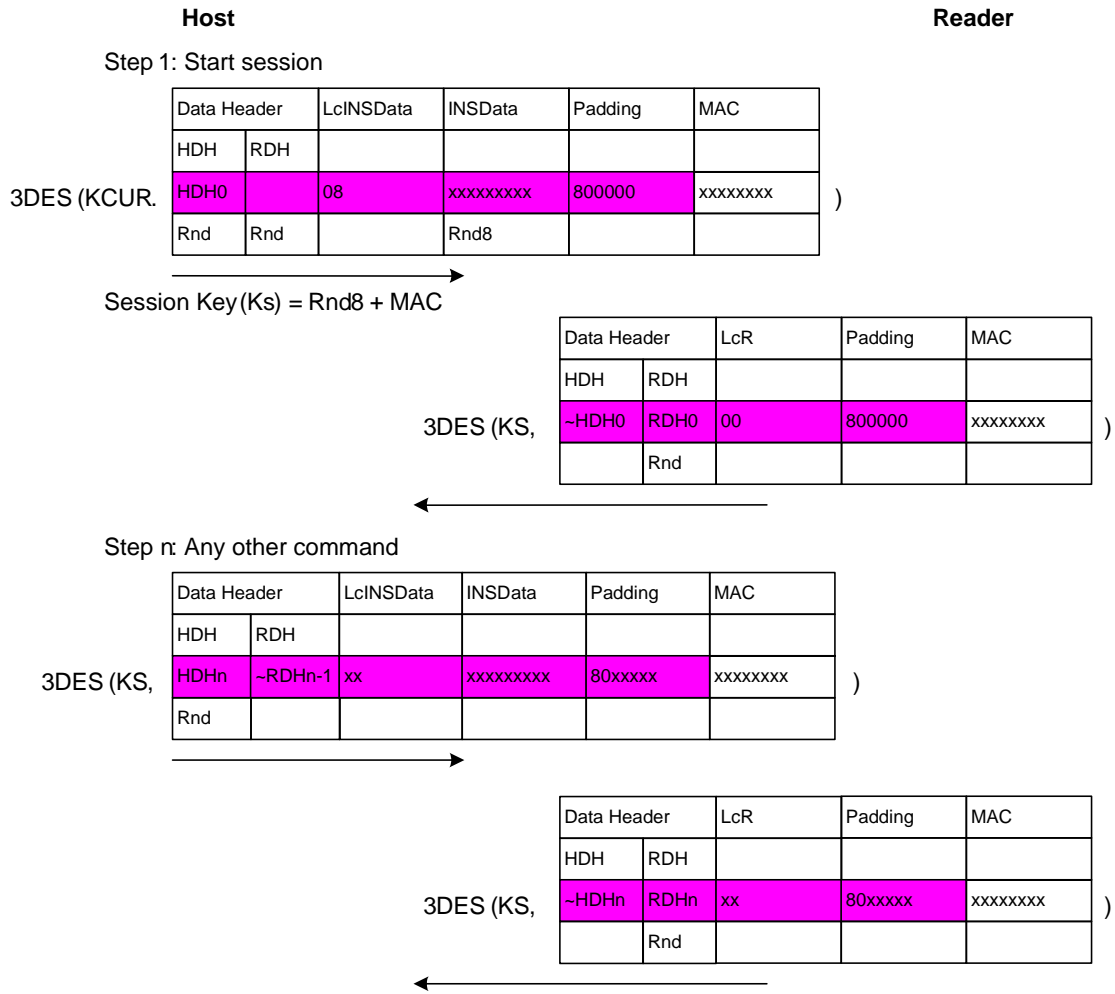 Host Reader
Step 1: Start session
Data Header LcINSData INSData Padding MAC
HDH RDH
3DES (KCUR. HDH0 08 xxxxxxxxx 800000 xxxxxxxx )
Rnd Rnd Rnd8
Session Key(Ks) = Rnd8 + MAC
Data Header LcR Padding MAC
HDH RDH
3DES (KS, ~HDH0 RDH0 00 800000 xxxxxxxx )
Rnd
Step n: Any other command
Data Header LcINSData INSData Padding MAC
HDH RDH
3DES (KS, HDHn ~RDHn-1 xx xxxxxxxxx 80xxxxx xxxxxxxx )
Rnd
Data Header LcR Padding MAC
HDH RDH
3DES (KS, ~HDHn RDHn xx 80xxxxx xxxxxxxx )
Rnd